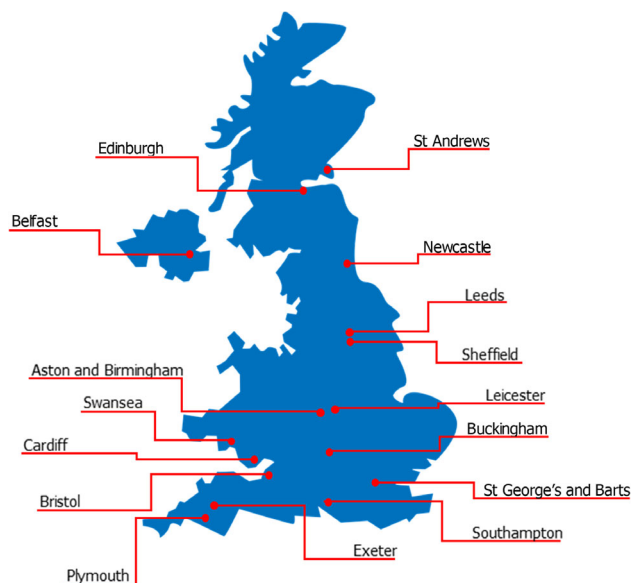 St Andrews
Edinburgh
Belfast
Newcastle
Leeds
Sheffield
Aston and Birmingham
Leicester
Swansea
Buckingham
Cardiff
St George's and Barts
Bristol
Southampton
Exeter
Plymouth